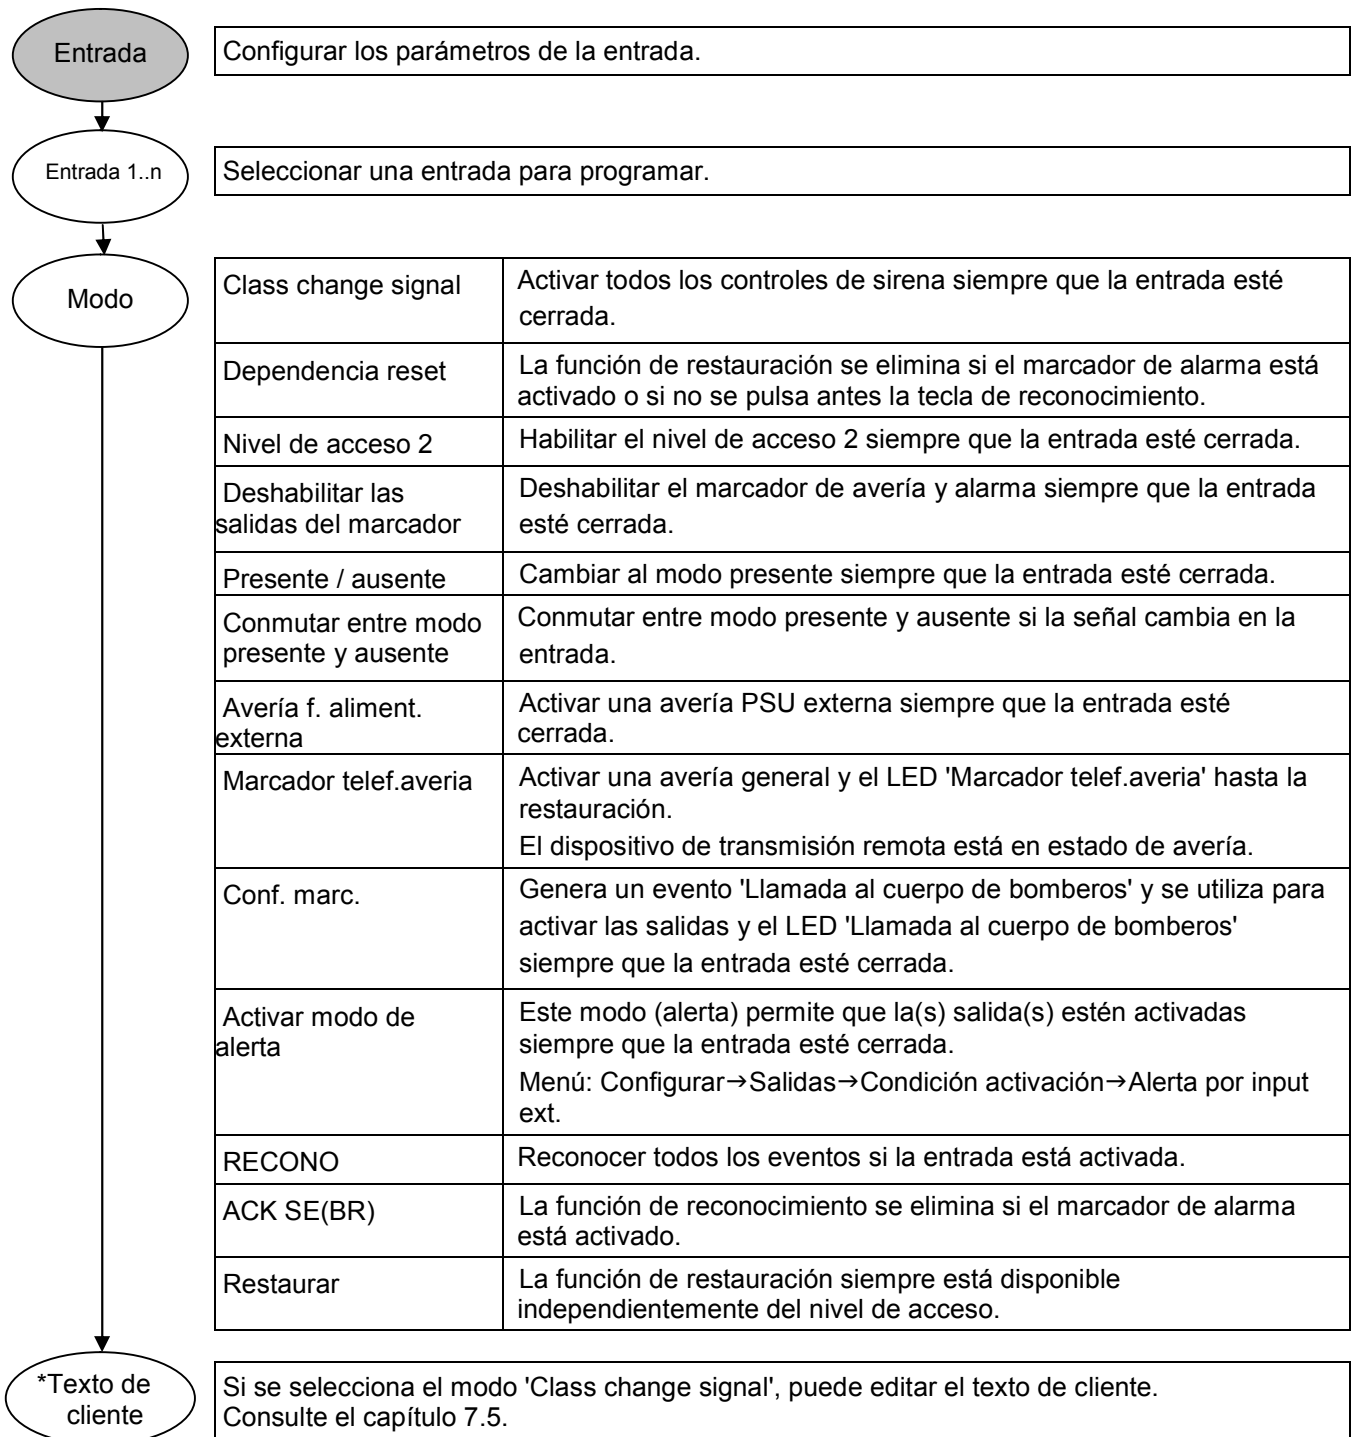 Entrada
Configurar los parámetros de la entrada.
Entrada 1..n
Seleccionar una entrada para programar.
Modo
Class change signal
Activar todos los controles de sirena siempre que la entrada esté
cerrada.
Dependencia reset
La función de restauración se elimina si el marcador de alarma está
activado o si no se pulsa antes la tecla de reconocimiento.
Nivel de acceso 2
Habilitar el nivel de acceso 2 siempre que la entrada esté cerrada.
Deshabilitar las
salidas del marcador
Deshabilitar el marcador de avería y alarma siempre que la entrada
esté cerrada.
Presente / ausente
Cambiar al modo presente siempre que la entrada esté cerrada.
Conmutar entre modo
presente y ausente
Conmutar entre modo presente y ausente si la señal cambia en la
entrada.
Avería f. aliment.
externa
Activar una avería PSU externa siempre que la entrada esté
cerrada.
Marcador telef.averia
Activar una avería general y el LED 'Marcador telef.averia' hasta la
restauración.
El dispositivo de transmisión remota está en estado de avería.
Conf. marc.
Genera un evento 'Llamada al cuerpo de bomberos' y se utiliza para
activar las salidas y el LED 'Llamada al cuerpo de bomberos'
siempre que la entrada esté cerrada.
Activar modo de
alerta
Este modo (alerta) permite que la(s) salida(s) estén activadas
siempre que la entrada esté cerrada.
Menú: Configurar→Salidas→Condición activación→Alerta por input
ext.
RECONO
Reconocer todos los eventos si la entrada está activada.
ACK SE(BR)
La función de reconocimiento se elimina si el marcador de alarma
está activado.
Restaurar
La función de restauración siempre está disponible
independientemente del nivel de acceso.
*Texto de
cliente
Si se selecciona el modo 'Class change signal', puede editar el texto de cliente.
Consulte el capítulo 7.5.